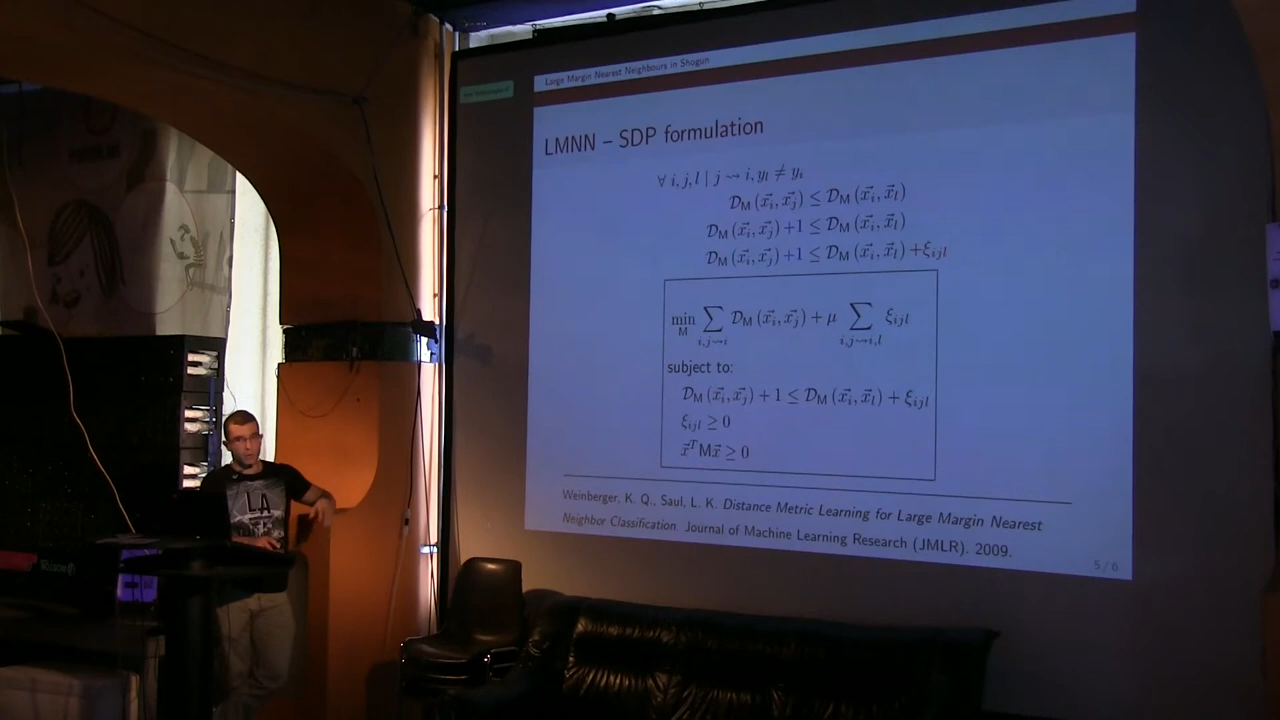 Large Margin Nearest Neighbours in Shogun
LMNN – SDP formulation
∀ i, j, l | j ⇝ i, y_l ≠ y_i
D_M (x⃗_i, x⃗_j) ≤ D_M (x⃗_i, x⃗_l)
D_M (x⃗_i, x⃗_j) +1 ≤ D_M (x⃗_i, x⃗_l)
D_M (x⃗_i, x⃗_j) +1 ≤ D_M (x⃗_i, x⃗_l) +ξ_ijl
min_M ∑_{i,j⇝i} D_M (x⃗_i, x⃗_j) + μ ∑_{i,j⇝i,l} ξ_ijl
subject to:
D_M (x⃗_i, x⃗_j) + 1 ≤ D_M (x⃗_i, x⃗_l) + ξ_ijl
ξ_ijl ≥ 0
x⃗^T M x⃗ ≥ 0
Weinberger, K. Q., Saul, L. K. Distance Metric Learning for Large Margin Nearest
Neighbor Classification. Journal of Machine Learning Research (JMLR). 2009.
5 / 6
LA